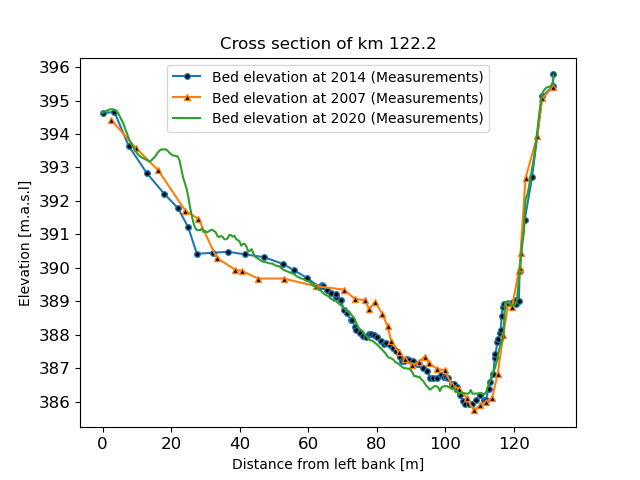 Cross section of km 122.2
Bed elevation at 2014 (Measurements)
Bed elevation at 2007 (Measurements)
Bed elevation at 2020 (Measurements)
Elevation [m.a.s.l]
396
395
394
393
392
391
390
389
388
387
386
0 20 40 60 80 100 120
Distance from left bank [m]